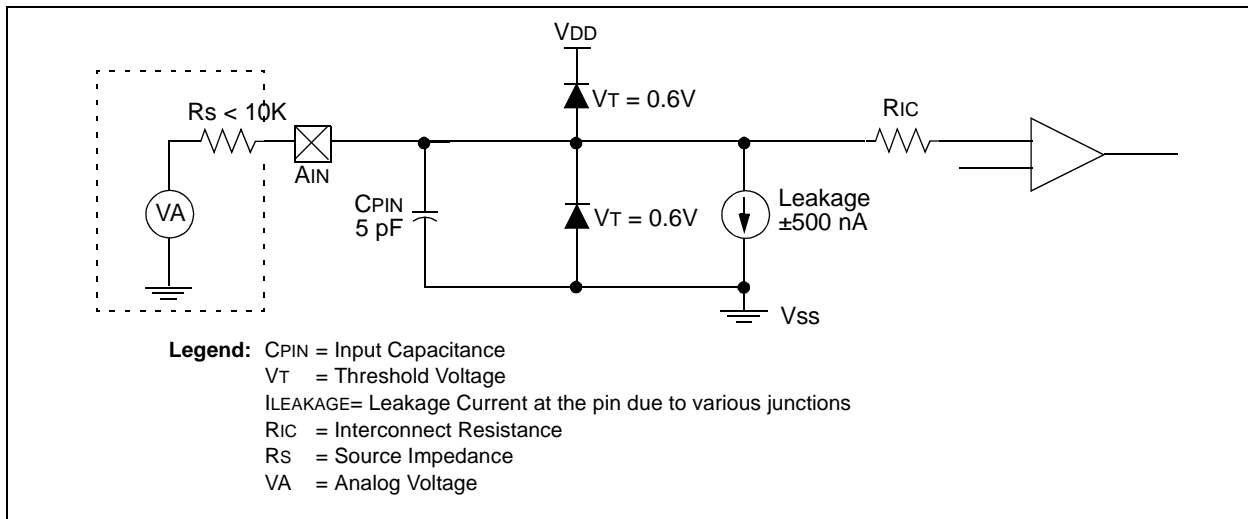 VDD
VT = 0.6V
RS < 10K
RIC
AIN
VA
CPIN
5 pF
VT = 0.6V
Leakage
±500 nA
VSS
Legend: CPIN = Input Capacitance
VT = Threshold Voltage
ILEAKAGE= Leakage Current at the pin due to various junctions
RIC = Interconnect Resistance
RS = Source Impedance
VA = Analog Voltage